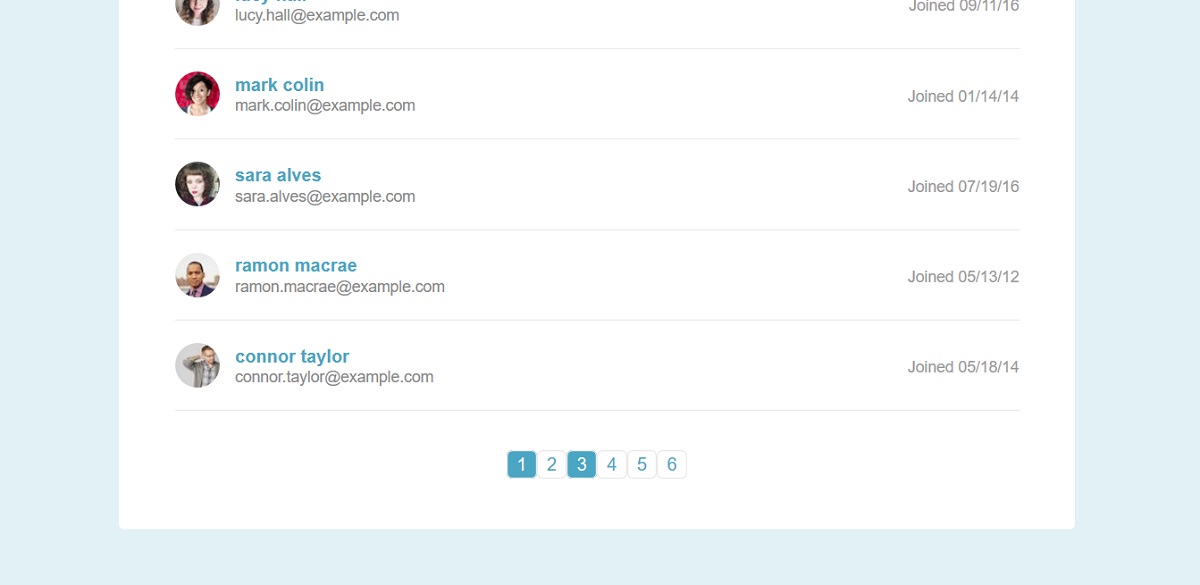 lucy hall
lucy.hall@example.com
Joined 09/11/16
mark colin
mark.colin@example.com
Joined 01/14/14
sara alves
sara.alves@example.com
Joined 07/19/16
ramon macrae
ramon.macrae@example.com
Joined 05/13/12
connor taylor
connor.taylor@example.com
Joined 05/18/14
1 2 3 4 5 6